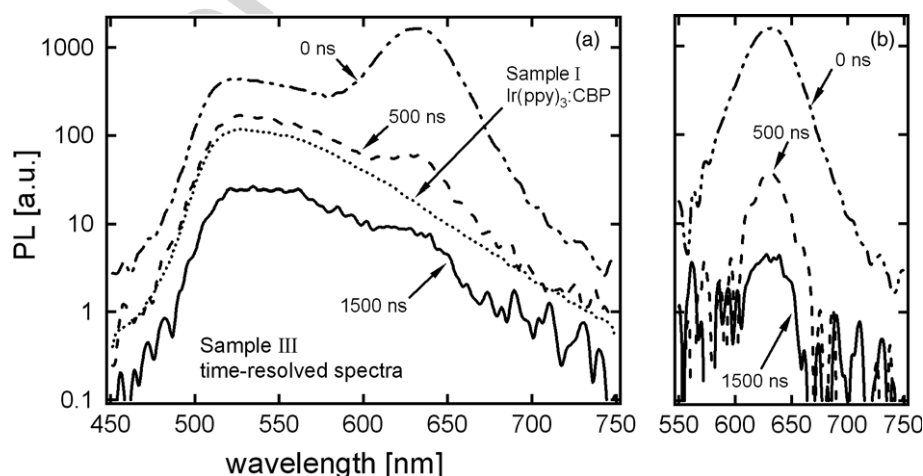 1000
100
10
1
0.1
PL [a.u.]
(a)
0 ns
Sample I
Ir(ppy)₃:CBP
500 ns
1500 ns
Sample III
time-resolved spectra
450 500 550 600 650 700 750
wavelength [nm]
(b)
0 ns
500 ns
1500 ns
550 600 650 700 750